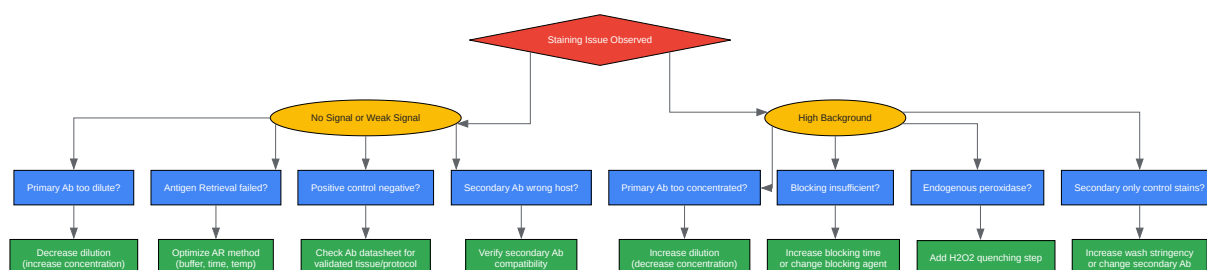 Staining Issue Observed
No Signal or Weak Signal
High Background
Primary Ab too dilute?
Antigen Retrieval failed?
Positive control negative?
Secondary Ab wrong host?
Primary Ab too concentrated?
Blocking insufficient?
Endogenous peroxidase?
Secondary only control stains?
Decrease dilution
(increase concentration)
Optimize AR method
(buffer, time, temp)
Check Ab datasheet for
validated tissue/protocol
Verify secondary Ab
compatibility
Increase dilution
(decrease concentration)
Increase blocking time
or change blocking agent
Add H2O2 quenching step
Increase wash stringency
or change secondary Ab